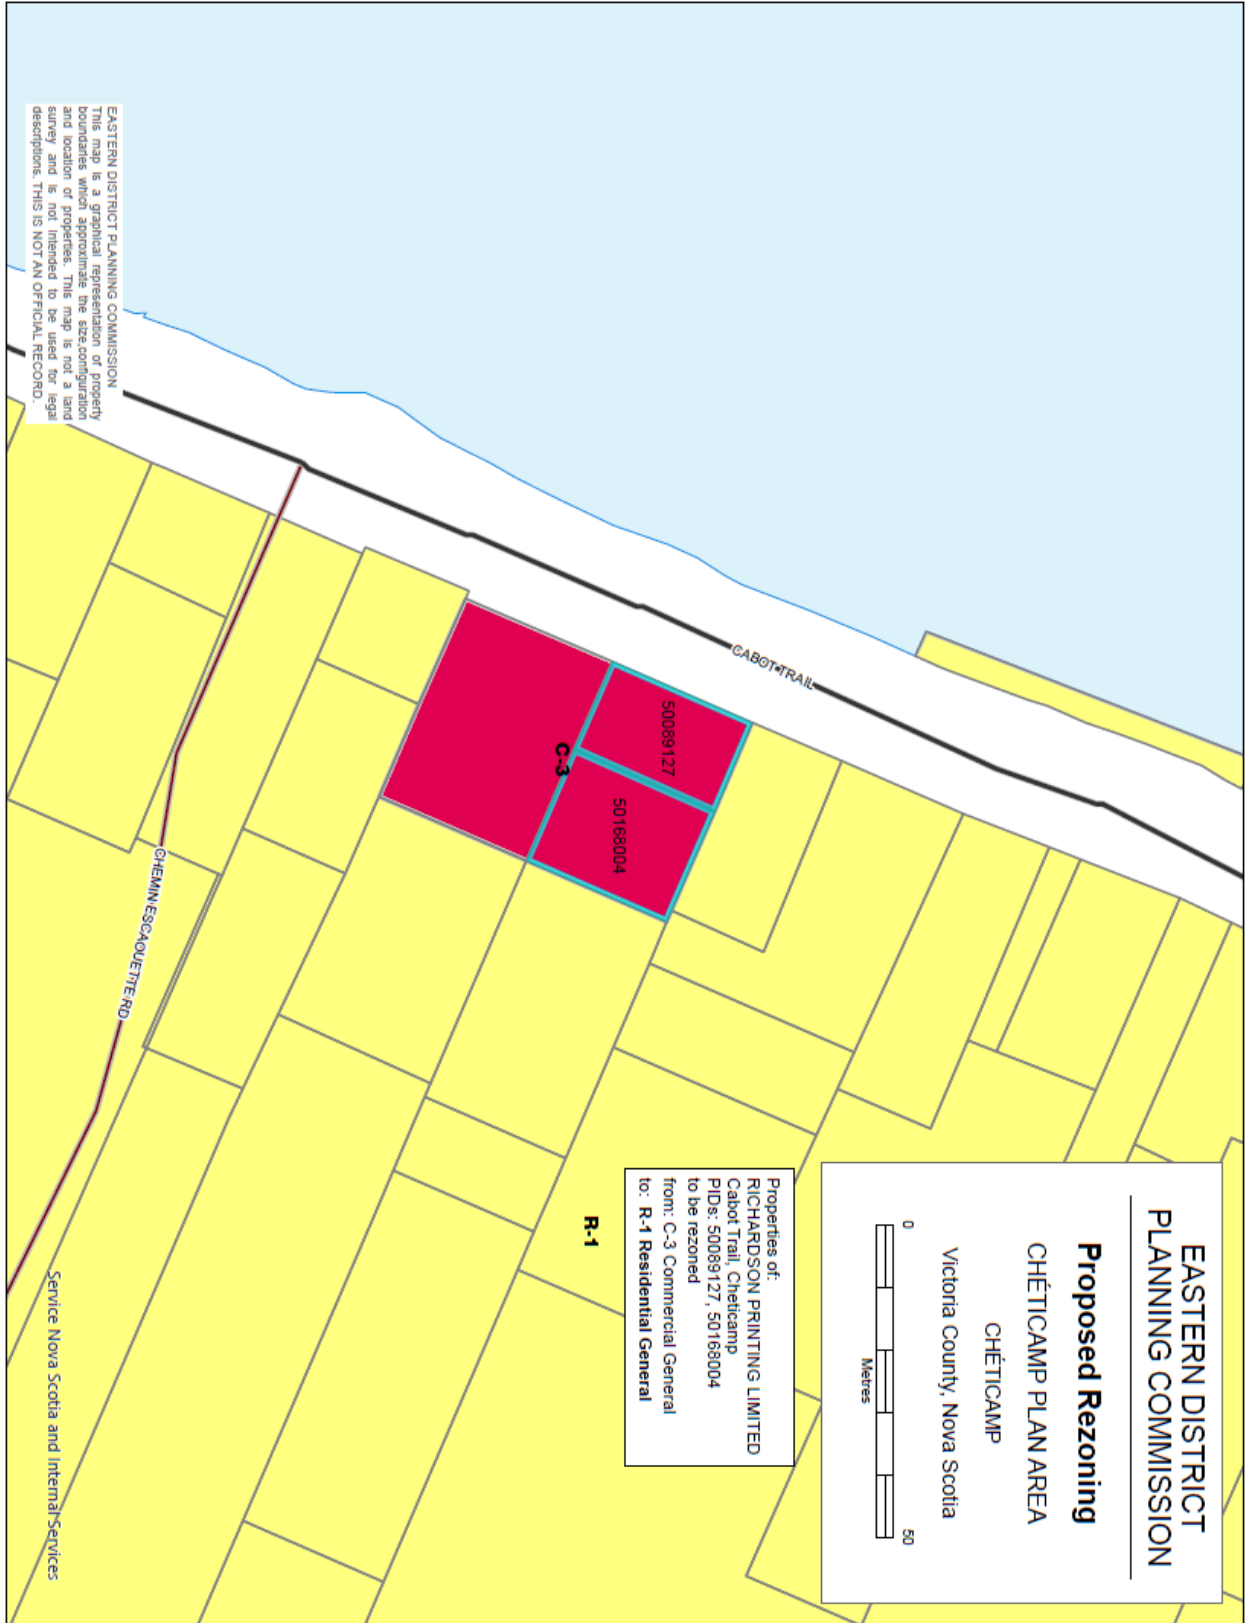 EASTERN DISTRICT
PLANNING COMMISSION
Proposed Rezoning
CHÉTICAMP PLAN AREA
CHÉTICAMP
Victoria County, Nova Scotia
0
50
Metres
Properties of:
RICHARDSON PRINTING LIMITED
Cabot Trail, Cheticamp
PIDs: 50089127, 50168004
to be rezoned
from: C-3 Commercial General
to: R-1 Residential General
CABOT TRAIL
50089127
50168004
C-3
R-1
CHEMIN ESCAOUETTE RD
EASTERN DISTRICT PLANNING COMMISSION
This map is a graphical representation of property
boundaries which approximate the size,configuration
and location of properties. This map is not a land
survey and is not intended to be used for legal
descriptions. THIS IS NOT AN OFFICIAL RECORD.
Service Nova Scotia and Internal Services